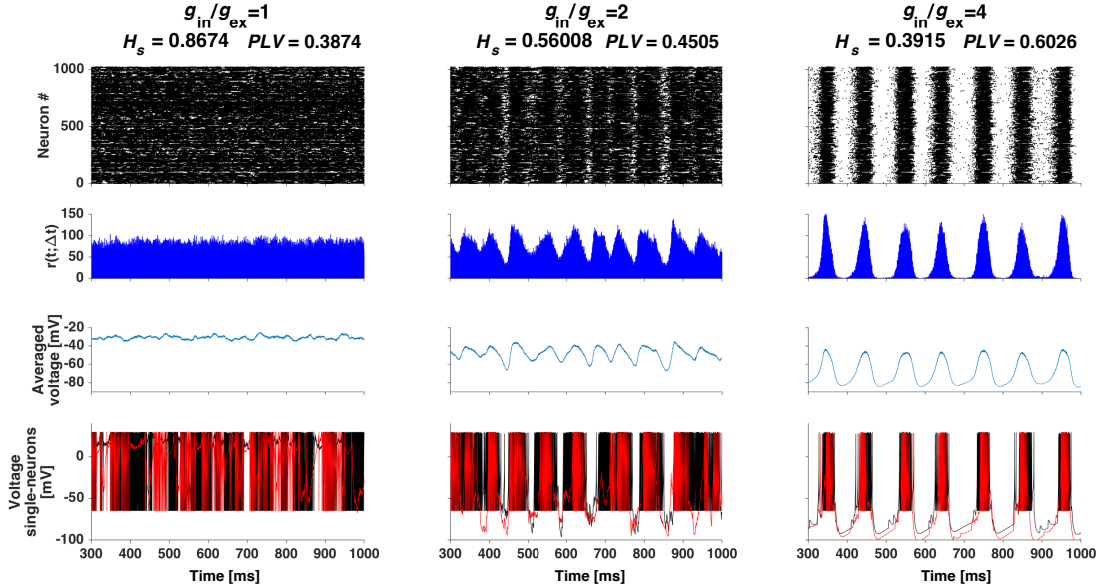 g_in/g_ex=1
H_s = 0.8674 PLV = 0.3874
g_in/g_ex=2
H_s = 0.56008 PLV = 0.4505
g_in/g_ex=4
H_s = 0.3915 PLV = 0.6026
1000
500
0
Neuron #
150
100
50
0
r(t;Δt)
-20
-40
-60
-80
Averaged
voltage [mV]
0
-50
-100
Voltage
single-neurons
[mV]
300 400 500 600 700 800 900 1000
300 400 500 600 700 800 900 1000
300 400 500 600 700 800 900 1000
Time [ms]
Time [ms]
Time [ms]